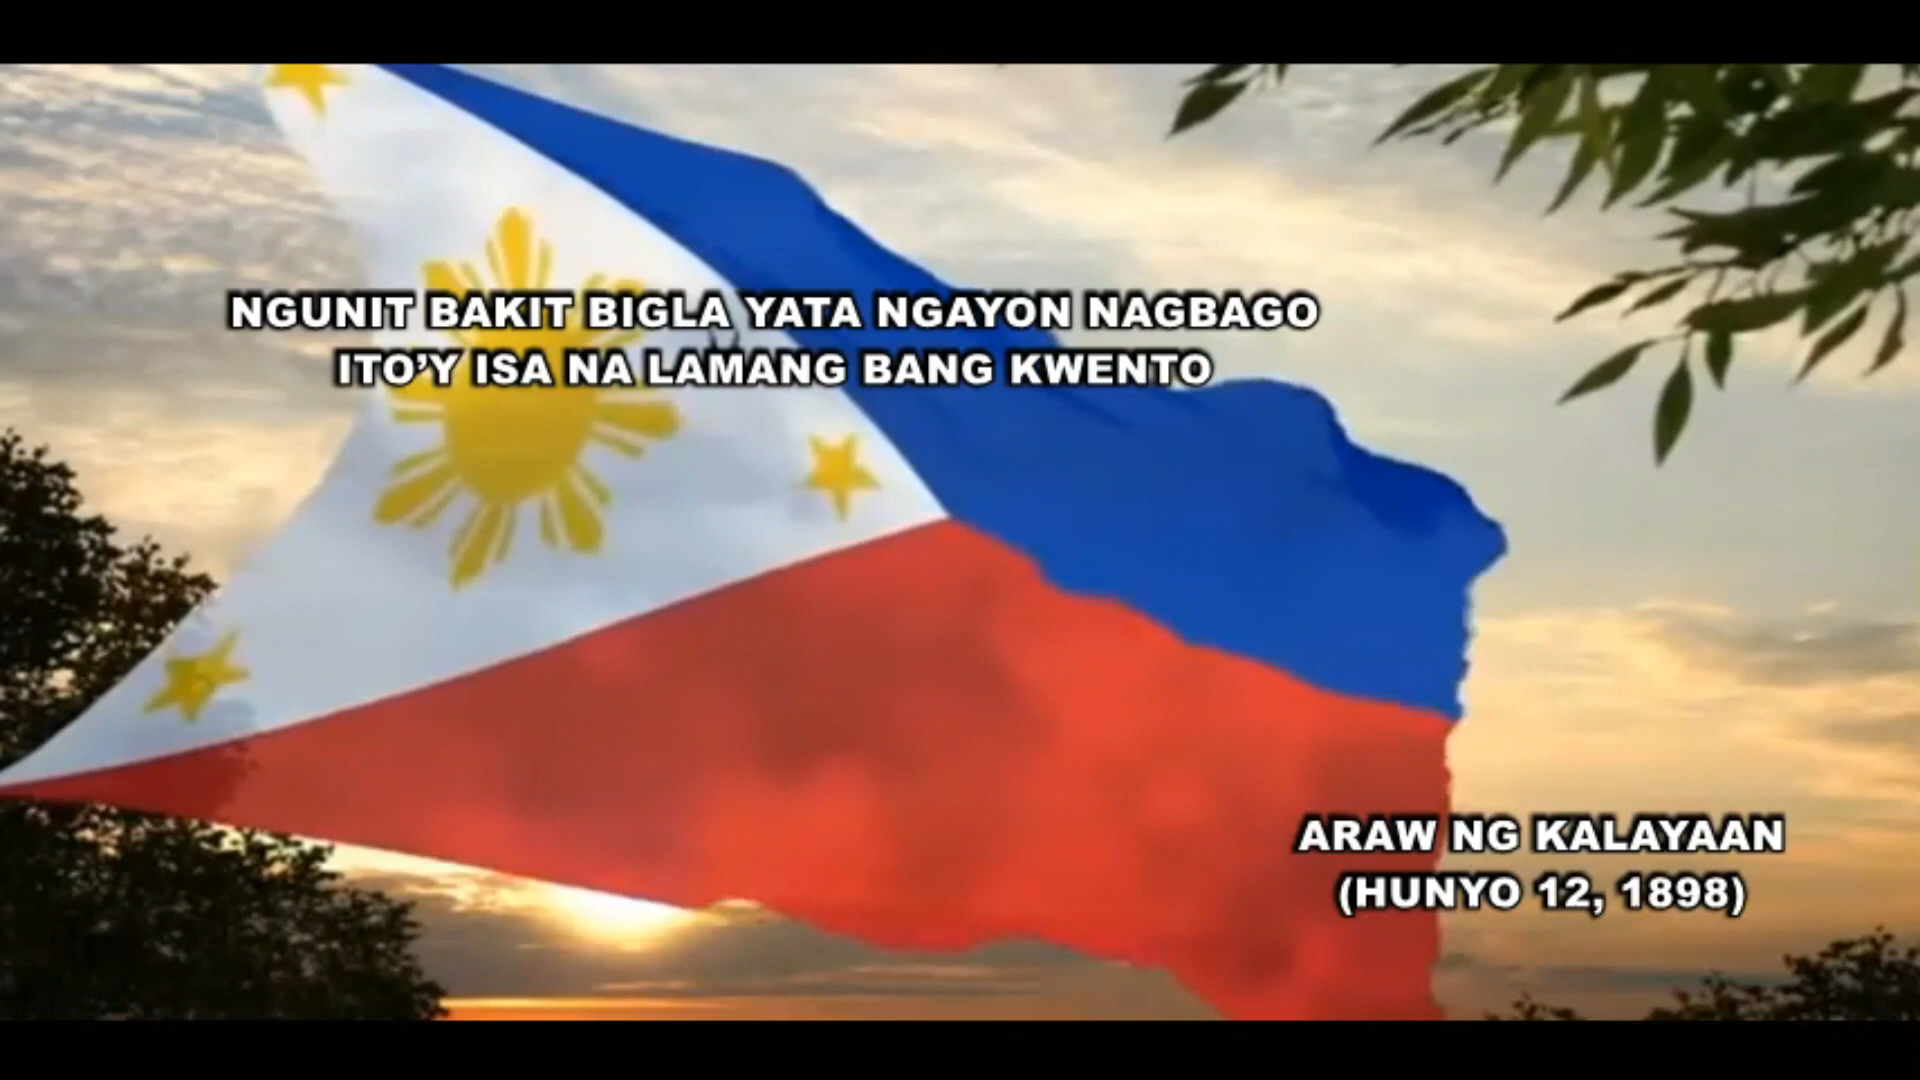 NGUNIT BAKIT BIGLA YATA NGAYON NAGBAGO
ITO’Y ISA NA LAMANG BANG KWENTO
ARAW NG KALAYAAN
(HUNYO 12, 1898)